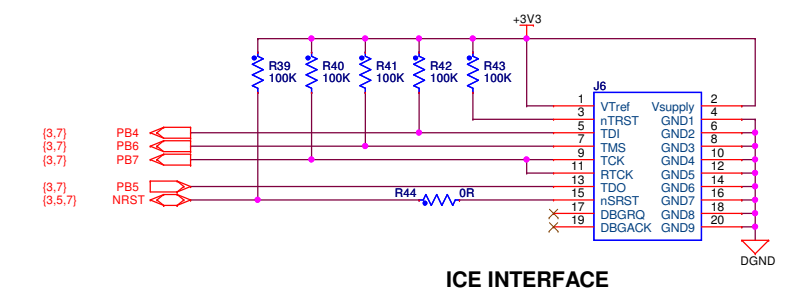 +3V3
R39
100K
R40
100K
R41
100K
R42
100K
R43
100K
J6
1 VTref Vsupply 2
3 nTRST GND1 4
{3,7} PB4 5 TDI GND2 6
{3,7} PB6 7 TMS GND3 8
{3,7} PB7 9 TCK GND4 10
11 RTCK GND5 12
{3,7} PB5 13 TDO GND6 14
{3,5,7} NRST R44 0R 15 nSRST GND7 16
17 DBGRQ GND8 18
19 DBGACK GND9 20
DGND
ICE INTERFACE